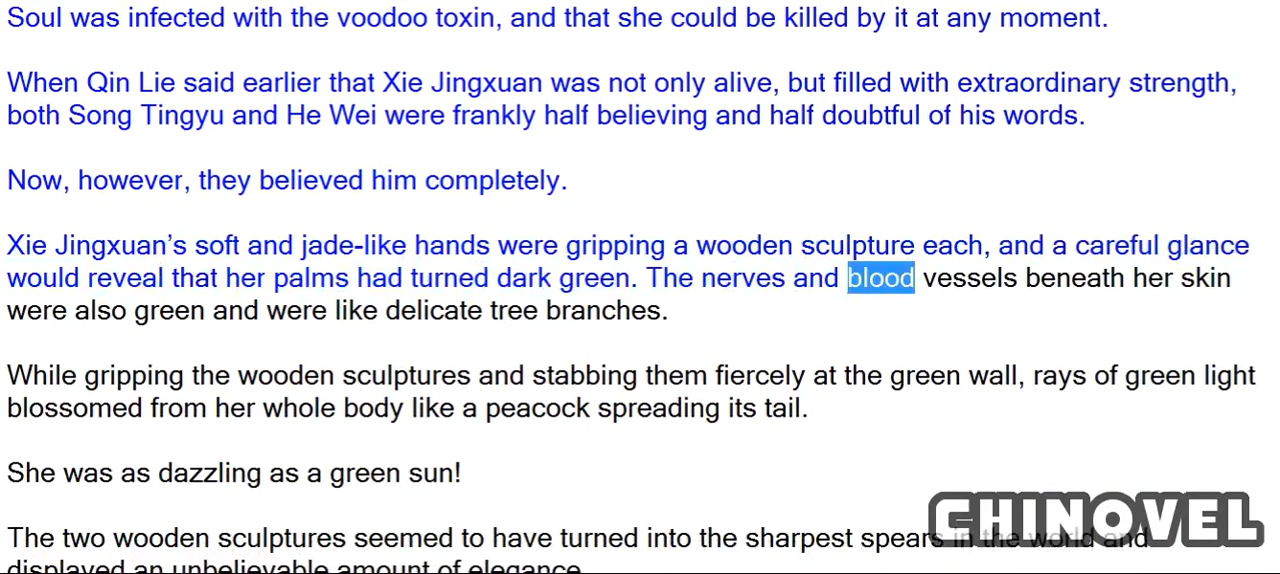 Soul was infected with the voodoo toxin, and that she could be killed by it at any moment.
When Qin Lie said earlier that Xie Jingxuan was not only alive, but filled with extraordinary strength,
both Song Tingyu and He Wei were frankly half believing and half doubtful of his words.
Now, however, they believed him completely.
Xie Jingxuan’s soft and jade-like hands were gripping a wooden sculpture each, and a careful glance
would reveal that her palms had turned dark green. The nerves and blood vessels beneath her skin
were also green and were like delicate tree branches.
While gripping the wooden sculptures and stabbing them fiercely at the green wall, rays of green light
blossomed from her whole body like a peacock spreading its tail.
She was as dazzling as a green sun!
The two wooden sculptures seemed to have turned into the sharpest spears in the world and
displayed an unbelievable amount of elegance.
CHINOVEL